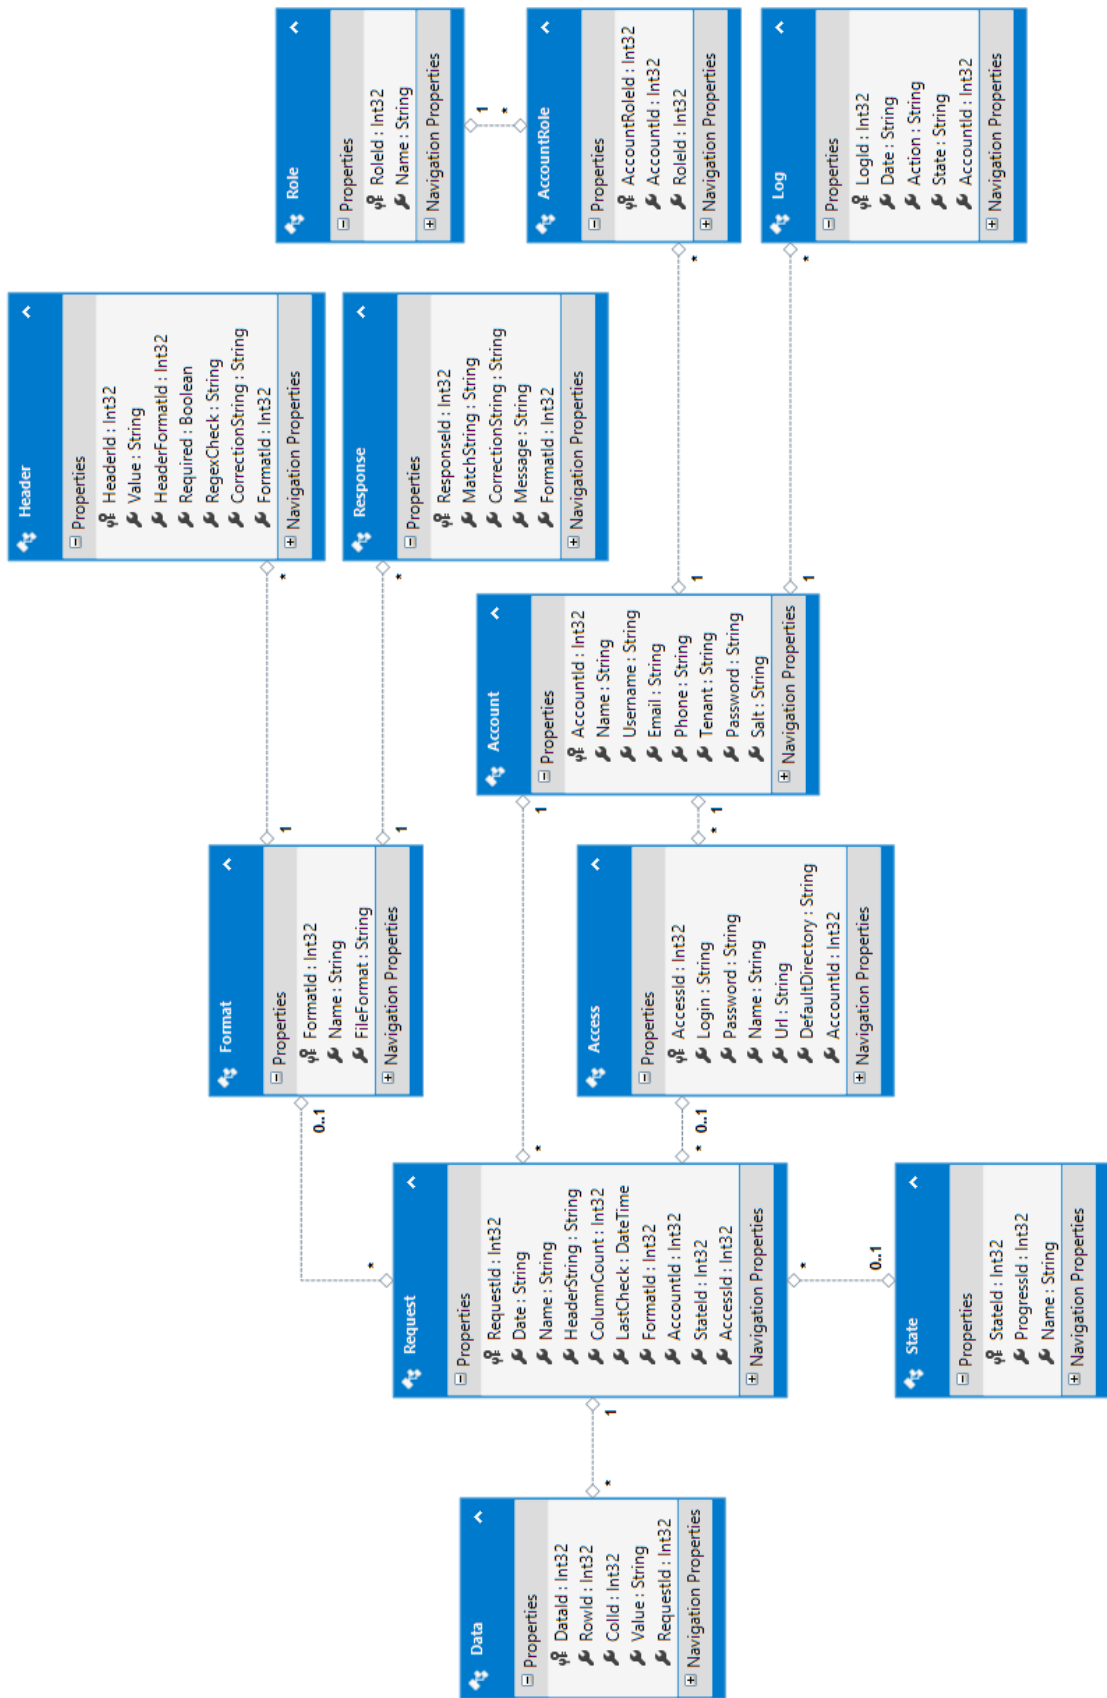 Header
Properties
HeaderId : Int32
Value : String
HeaderFormatId : Int32
Required : Boolean
RegexCheck : String
CorrectionString : String
FormatId : Int32
Navigation Properties
Format
Properties
FormatId : Int32
Name : String
FileFormat : String
Navigation Properties
Role
Properties
RoleId : Int32
Name : String
Navigation Properties
Response
Properties
ResponseId : Int32
MatchString : String
CorrectionString : String
Message : String
FormatId : Int32
Navigation Properties
Request
Properties
RequestId : Int32
Date : String
Name : String
HeaderString : String
ColumnCount : Int32
LastCheck : DateTime
FormatId : Int32
AccountId : Int32
StateId : Int32
AccessId : Int32
Navigation Properties
Data
Properties
DataId : Int32
RowId : Int32
ColId : Int32
Value : String
RequestId : Int32
Navigation Properties
Account
Properties
AccountId : Int32
Name : String
Username : String
Email : String
Phone : String
Tenant : String
Password : String
Salt : String
Navigation Properties
AccountRole
Properties
AccountRoleId : Int32
AccountId : Int32
RoleId : Int32
Navigation Properties
Access
Properties
AccessId : Int32
Login : String
Password : String
Name : String
Url : String
DefaultDirectory : String
AccountId : Int32
Navigation Properties
Log
Properties
LogId : Int32
Date : String
Action : String
State : String
AccountId : Int32
Navigation Properties
State
Properties
StateId : Int32
ProgressId : Int32
Name : String
Navigation Properties
1
*
1
*
1
*
0..1
*
1
*
1
*
1
*
1
*
0..1
*
1
*
0..1
*